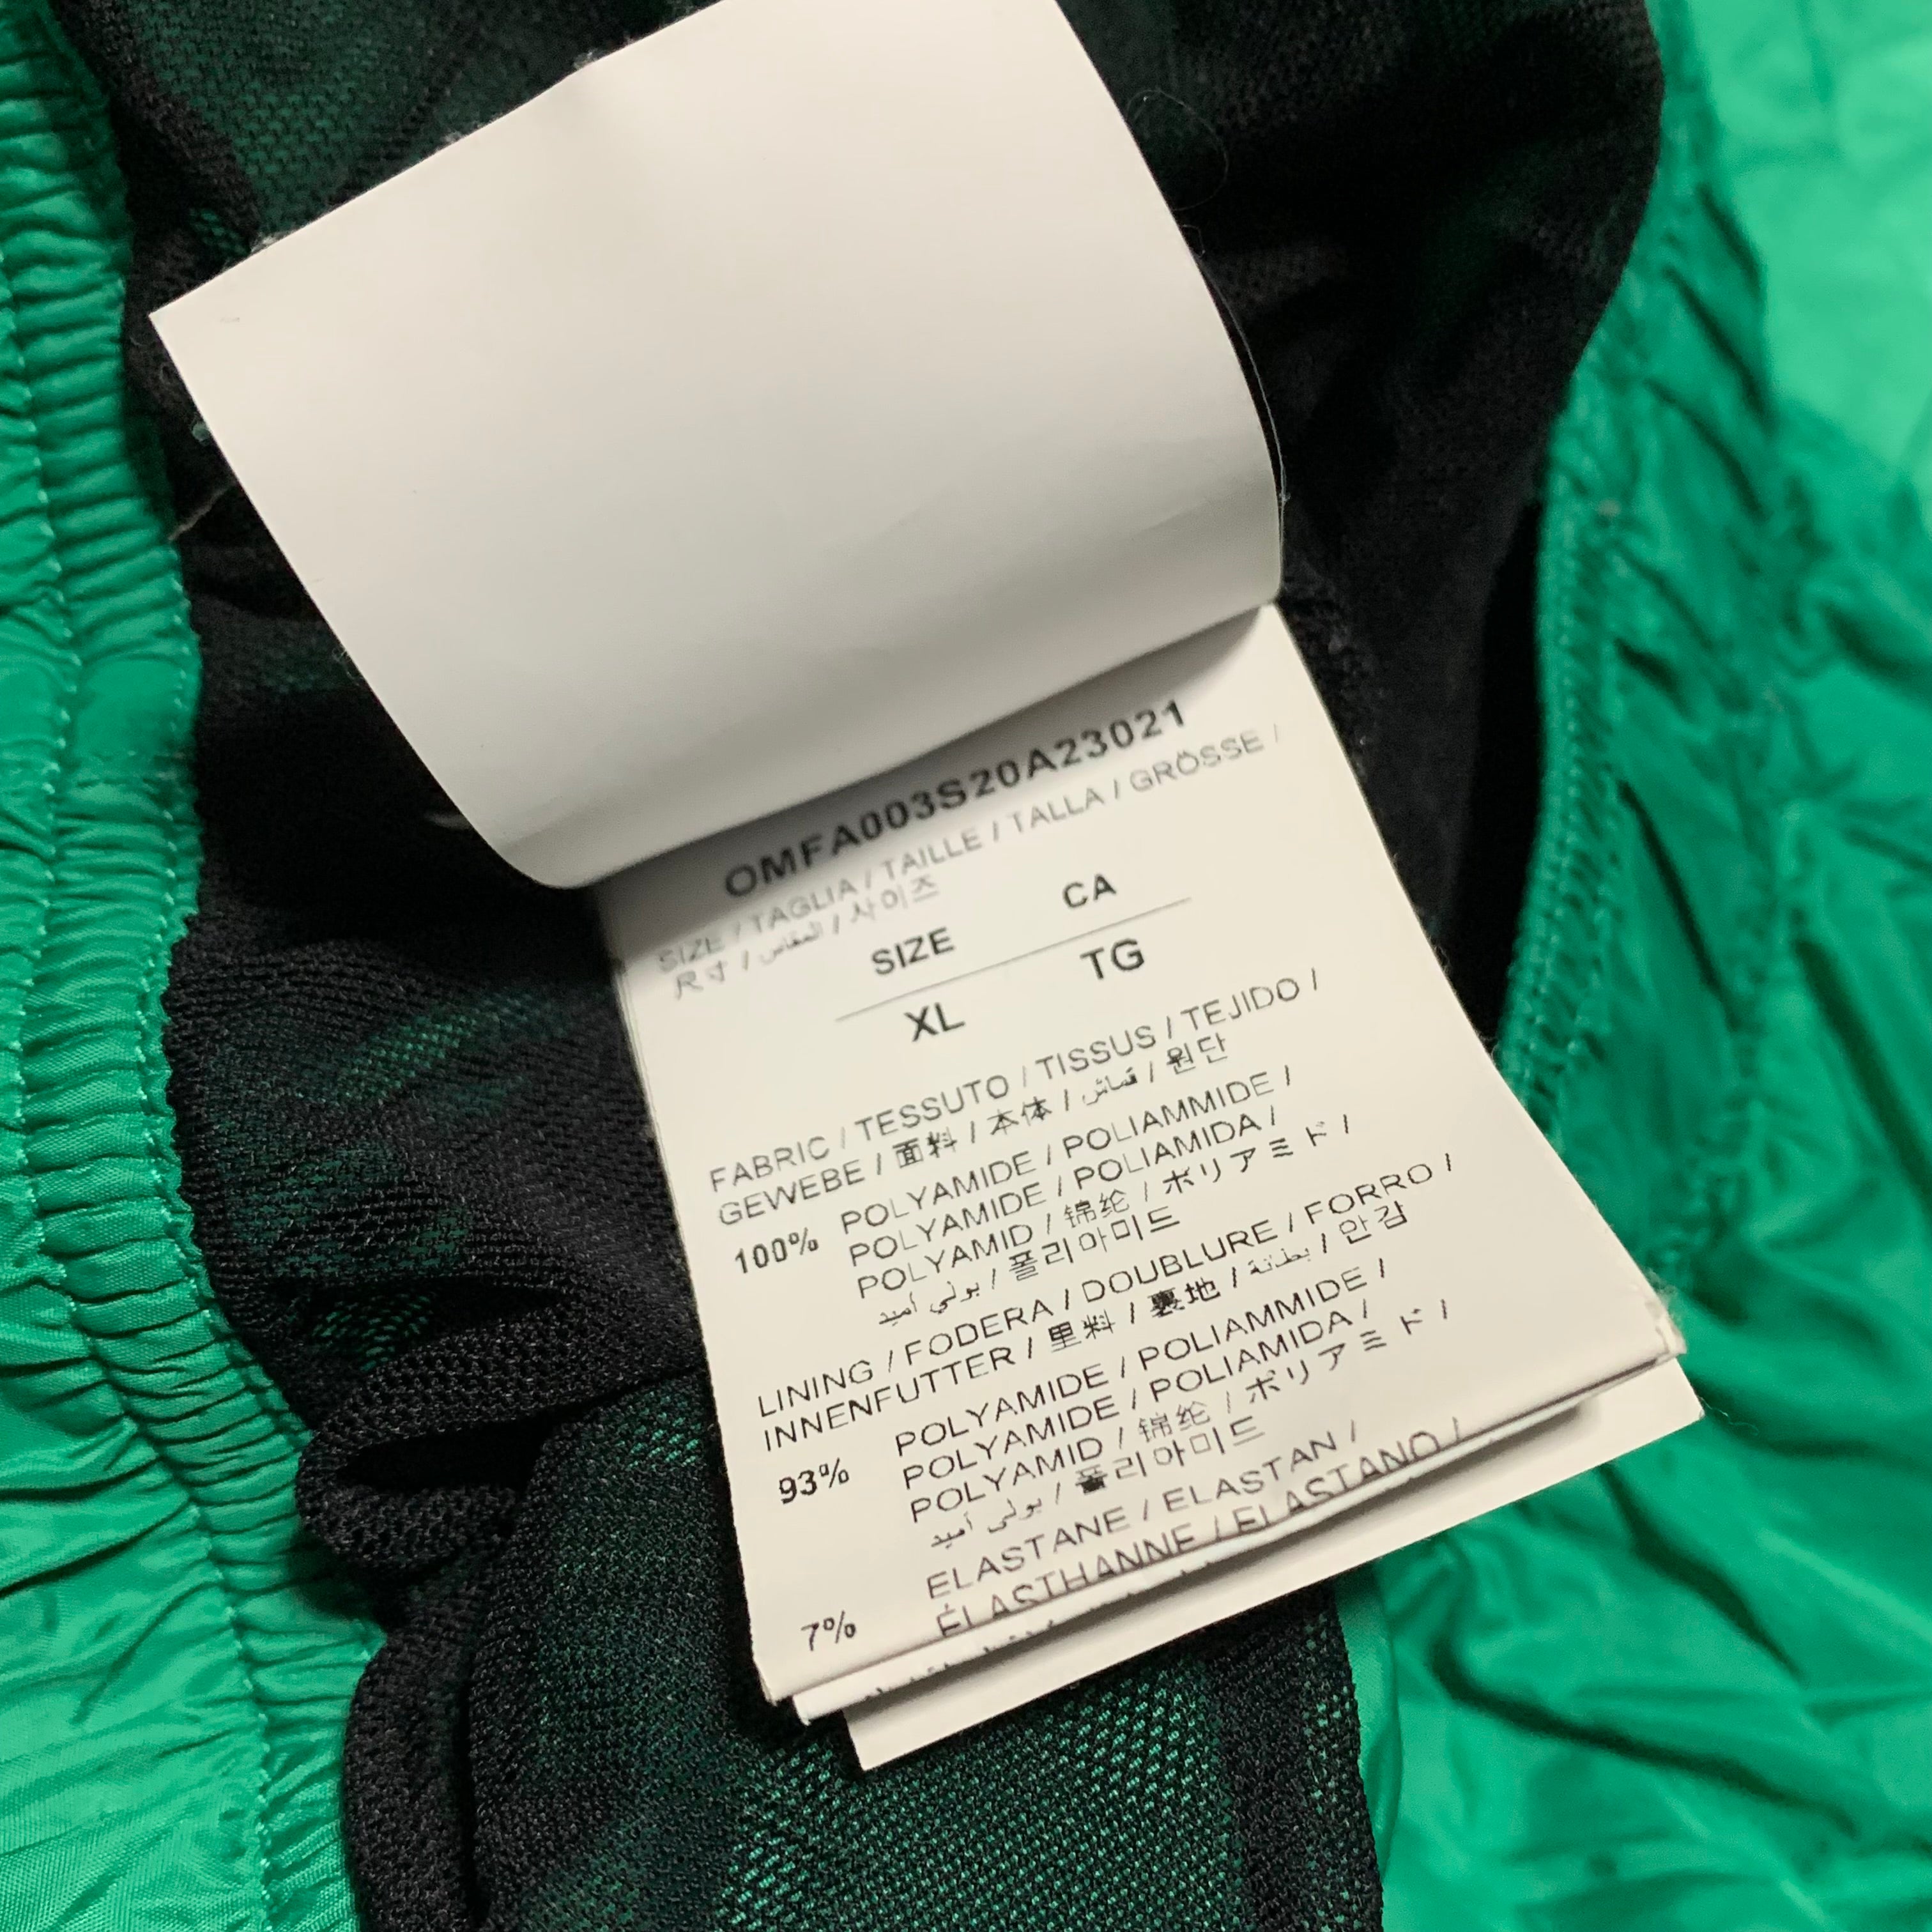 OMFA003S20A23021
SIZE / TAGLIA / TAILLE / TALLA / GRÖSSE /
尺寸 / المقاس / 사이즈
SIZE CA
XL TG
FABRIC / TESSUTO / TISSUS / TEJIDO /
GEWEBE / 面料 / 本体 / قماش / 원단
100% POLYAMIDE / POLIAMMIDE /
POLYAMIDE / POLIAMIDA /
POLYAMID / 锦纶 / ポリアミド /
بولي أميد / 폴리아미드
LINING / FODERA / DOUBLURE / FORRO /
INNENFUTTER / 里料 / 裏地 / بطانة / 안감
93% POLYAMIDE / POLIAMMIDE /
POLYAMIDE / POLIAMIDA /
POLYAMID / 锦纶 / ポリアミド /
بولي أميد / 폴리아미드
7% ELASTANE / ELASTAN /
ÉLASTHANNE / ELASTANO /